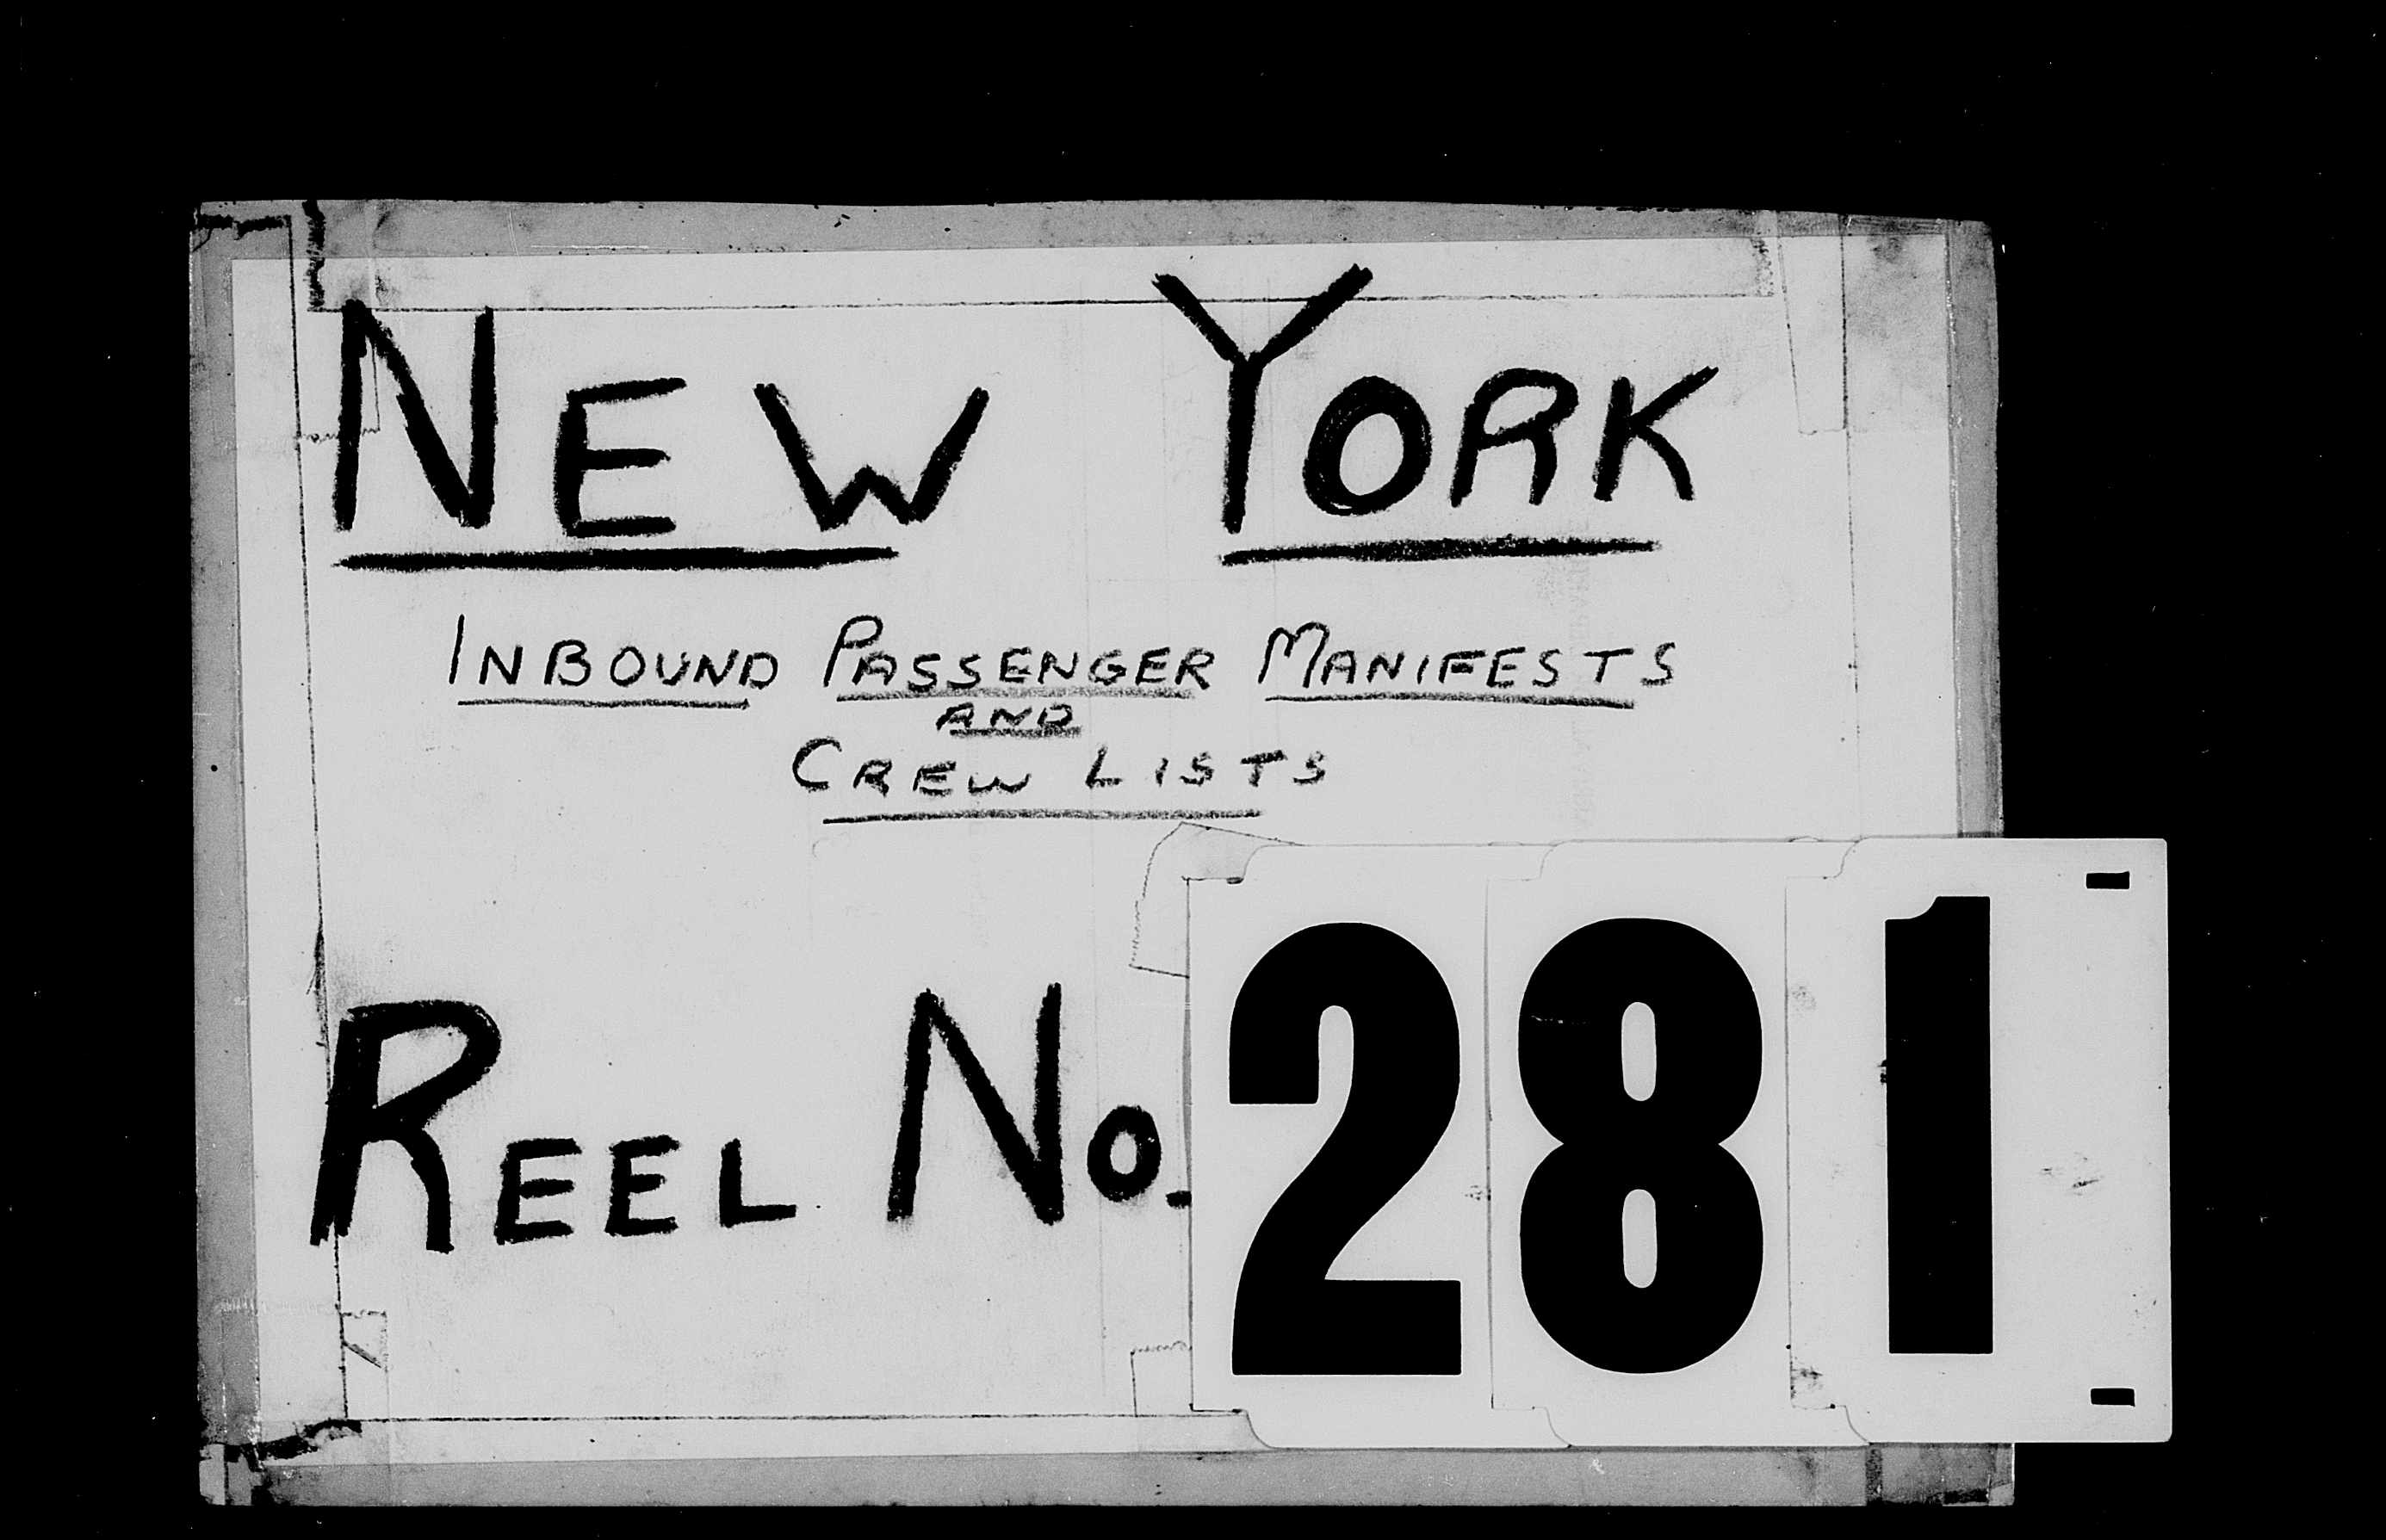 NEW YORK
INBOUND PASSENGER MANIFESTS
AND
CREW LISTS
REEL No. 281